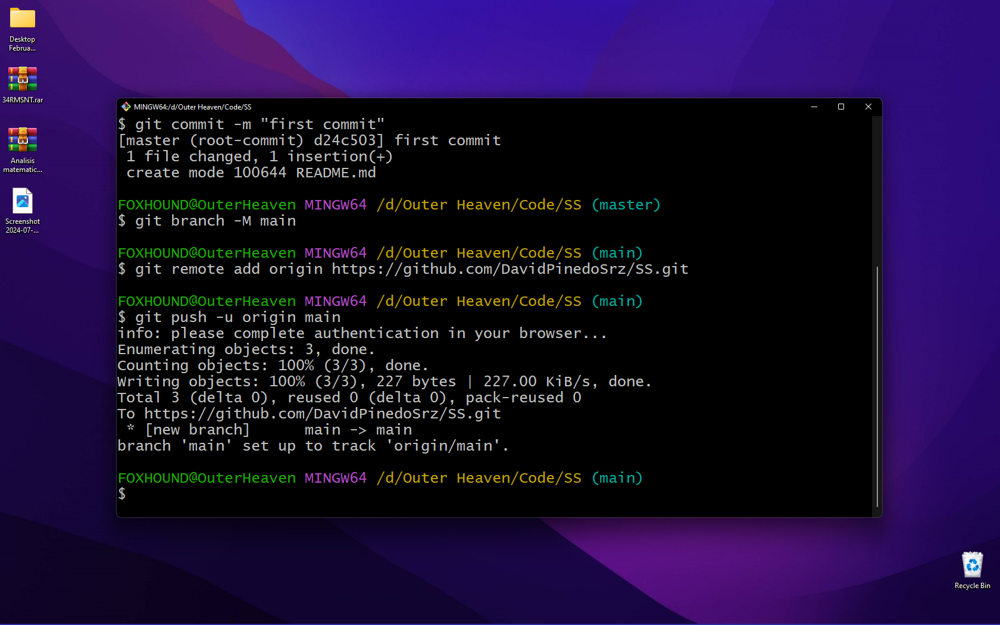 Desktop
Februa...
34RMSNT.rar
Analisis
matematic...
Screenshot
2024-07-...
MINGW64:/d/Outer Heaven/Code/SS
$ git commit -m "first commit"
[master (root-commit) d24c503] first commit
 1 file changed, 1 insertion(+)
 create mode 100644 README.md
FOXHOUND@OuterHeaven MINGW64 /d/Outer Heaven/Code/SS (master)
$ git branch -M main
FOXHOUND@OuterHeaven MINGW64 /d/Outer Heaven/Code/SS (main)
$ git remote add origin https://github.com/DavidPinedoSrz/SS.git
FOXHOUND@OuterHeaven MINGW64 /d/Outer Heaven/Code/SS (main)
$ git push -u origin main
info: please complete authentication in your browser...
Enumerating objects: 3, done.
Counting objects: 100% (3/3), done.
Writing objects: 100% (3/3), 227 bytes | 227.00 KiB/s, done.
Total 3 (delta 0), reused 0 (delta 0), pack-reused 0
To https://github.com/DavidPinedoSrz/SS.git
 * [new branch]      main -> main
branch 'main' set up to track 'origin/main'.
FOXHOUND@OuterHeaven MINGW64 /d/Outer Heaven/Code/SS (main)
$
Recycle Bin